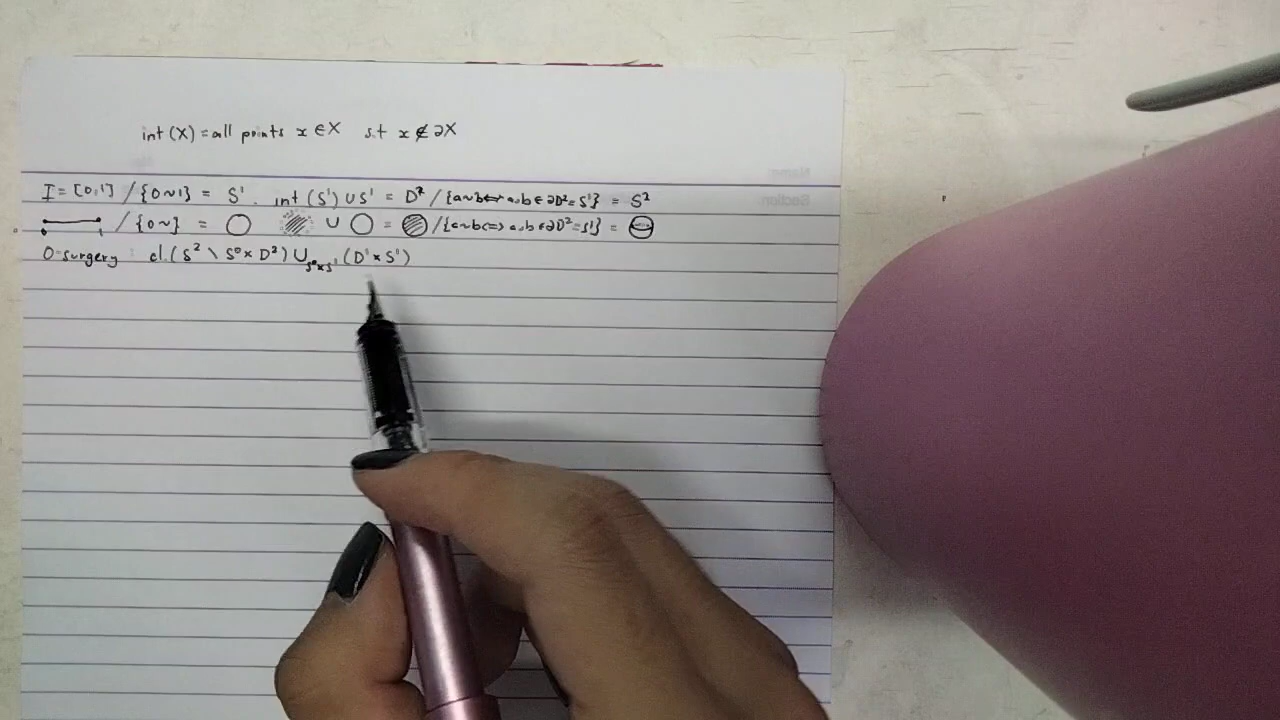 int (X) = all points x ∈ X s.t x ∉ ∂X
I = [0,1] / {0~1} = S¹. int (S¹) ∪ S¹ = D² / {a~b ⟺ a,b ∈ ∂D² = S¹} = S²
/ {0~} = ∪ = / {a~b ⟺ a,b ∈ ∂D² = S¹} =
0-surgery cl (S² \ S⁰ × D²) ∪_{S⁰×S¹} (D¹ × S¹)